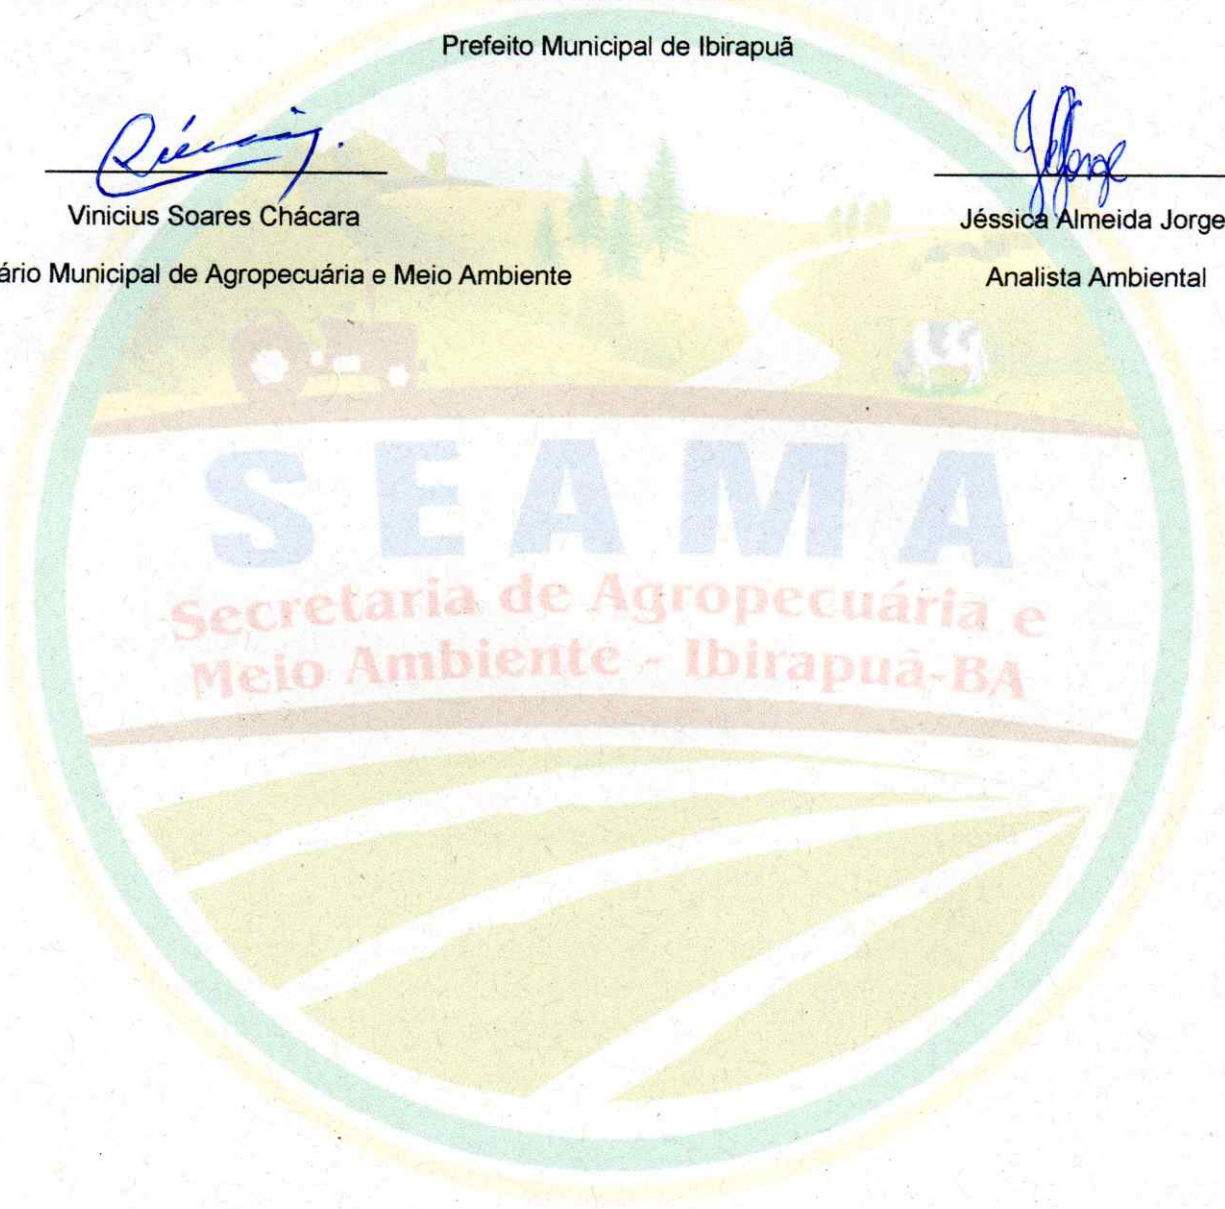 Prefeito Municipal de Ibirapuã
Vinicius Soares Chácara
Jéssica Almeida Jorge
ário Municipal de Agropecuária e Meio Ambiente
Analista Ambiental
SEAMA
Secretaria de Agropecuária e
Meio Ambiente - Ibirapuã-BA